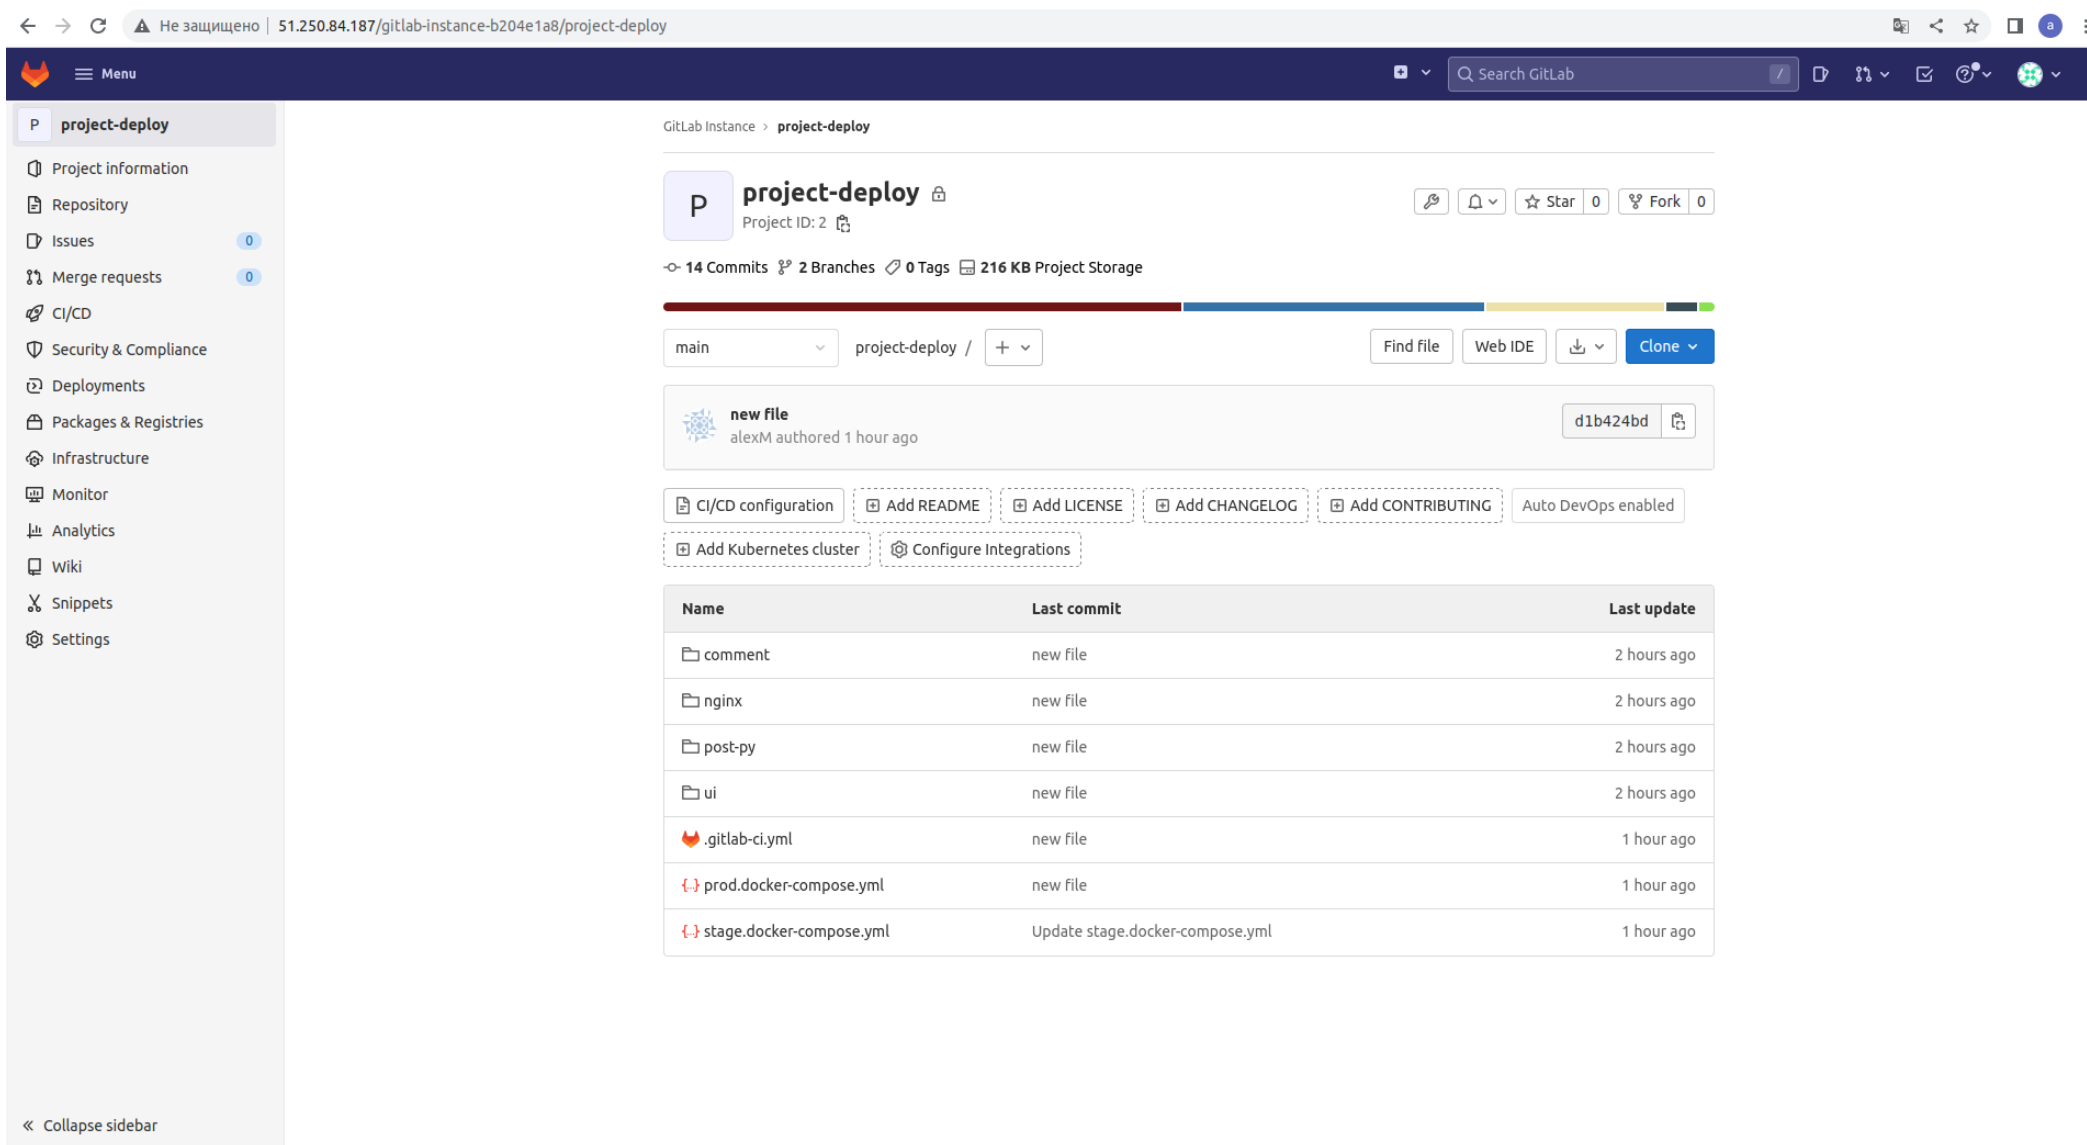 Не защищено | 51.250.84.187/gitlab-instance-b204e1a8/project-deploy a
Menu
Search GitLab /
P project-deploy
Project information
Repository
Issues 0
Merge requests 0
CI/CD
Security & Compliance
Deployments
Packages & Registries
Infrastructure
Monitor
Analytics
Wiki
Snippets
Settings
Collapse sidebar
GitLab Instance > project-deploy
P
project-deploy
Project ID: 2
Star 0 Fork 0
14 Commits 2 Branches 0 Tags 216 KB Project Storage
main project-deploy / + Find file Web IDE Clone
new file
alexM authored 1 hour ago
d1b424bd
CI/CD configuration Add README Add LICENSE Add CHANGELOG Add CONTRIBUTING Auto DevOps enabled
Add Kubernetes cluster Configure Integrations
Name Last commit Last update
comment new file 2 hours ago
nginx new file 2 hours ago
post-py new file 2 hours ago
ui new file 2 hours ago
.gitlab-ci.yml new file 1 hour ago
prod.docker-compose.yml new file 1 hour ago
stage.docker-compose.yml Update stage.docker-compose.yml 1 hour ago